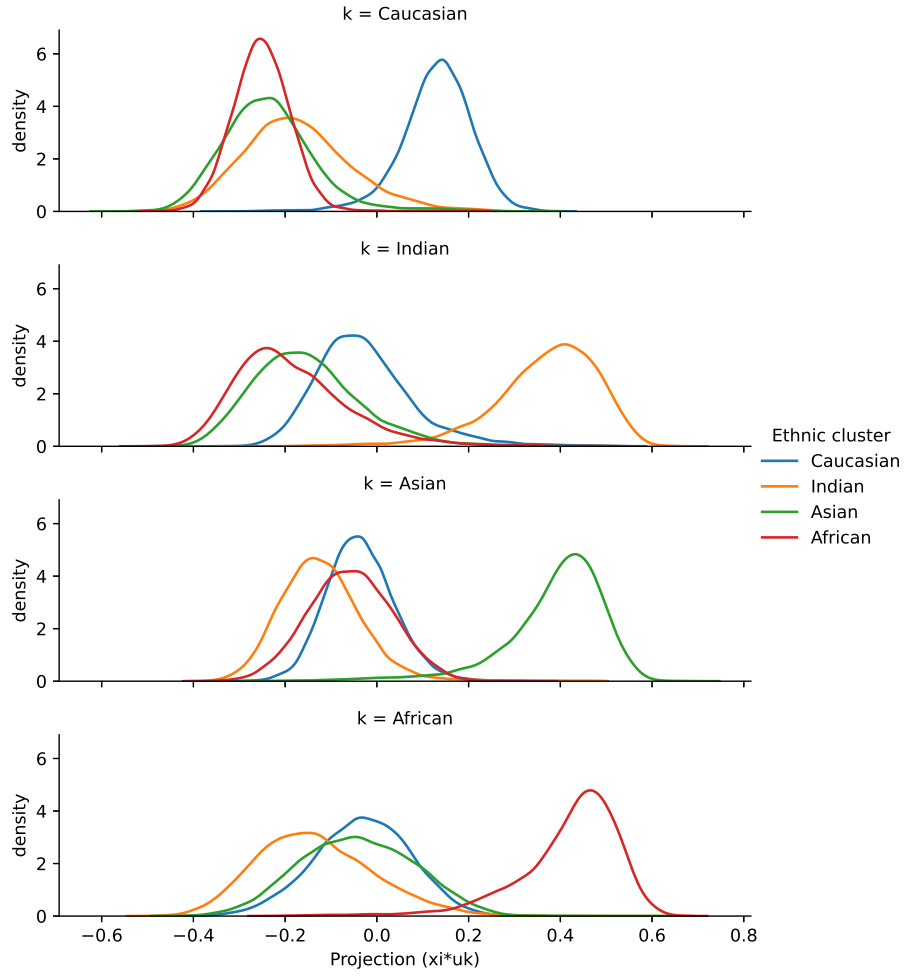 k = Caucasian
6
4
2
0
density
k = Indian
6
4
2
0
density
k = Asian
6
4
2
0
density
k = African
6
4
2
0
density
−0.6 −0.4 −0.2 0.0 0.2 0.4 0.6 0.8
Projection (xi*uk)
Ethnic cluster
Caucasian
Indian
Asian
African